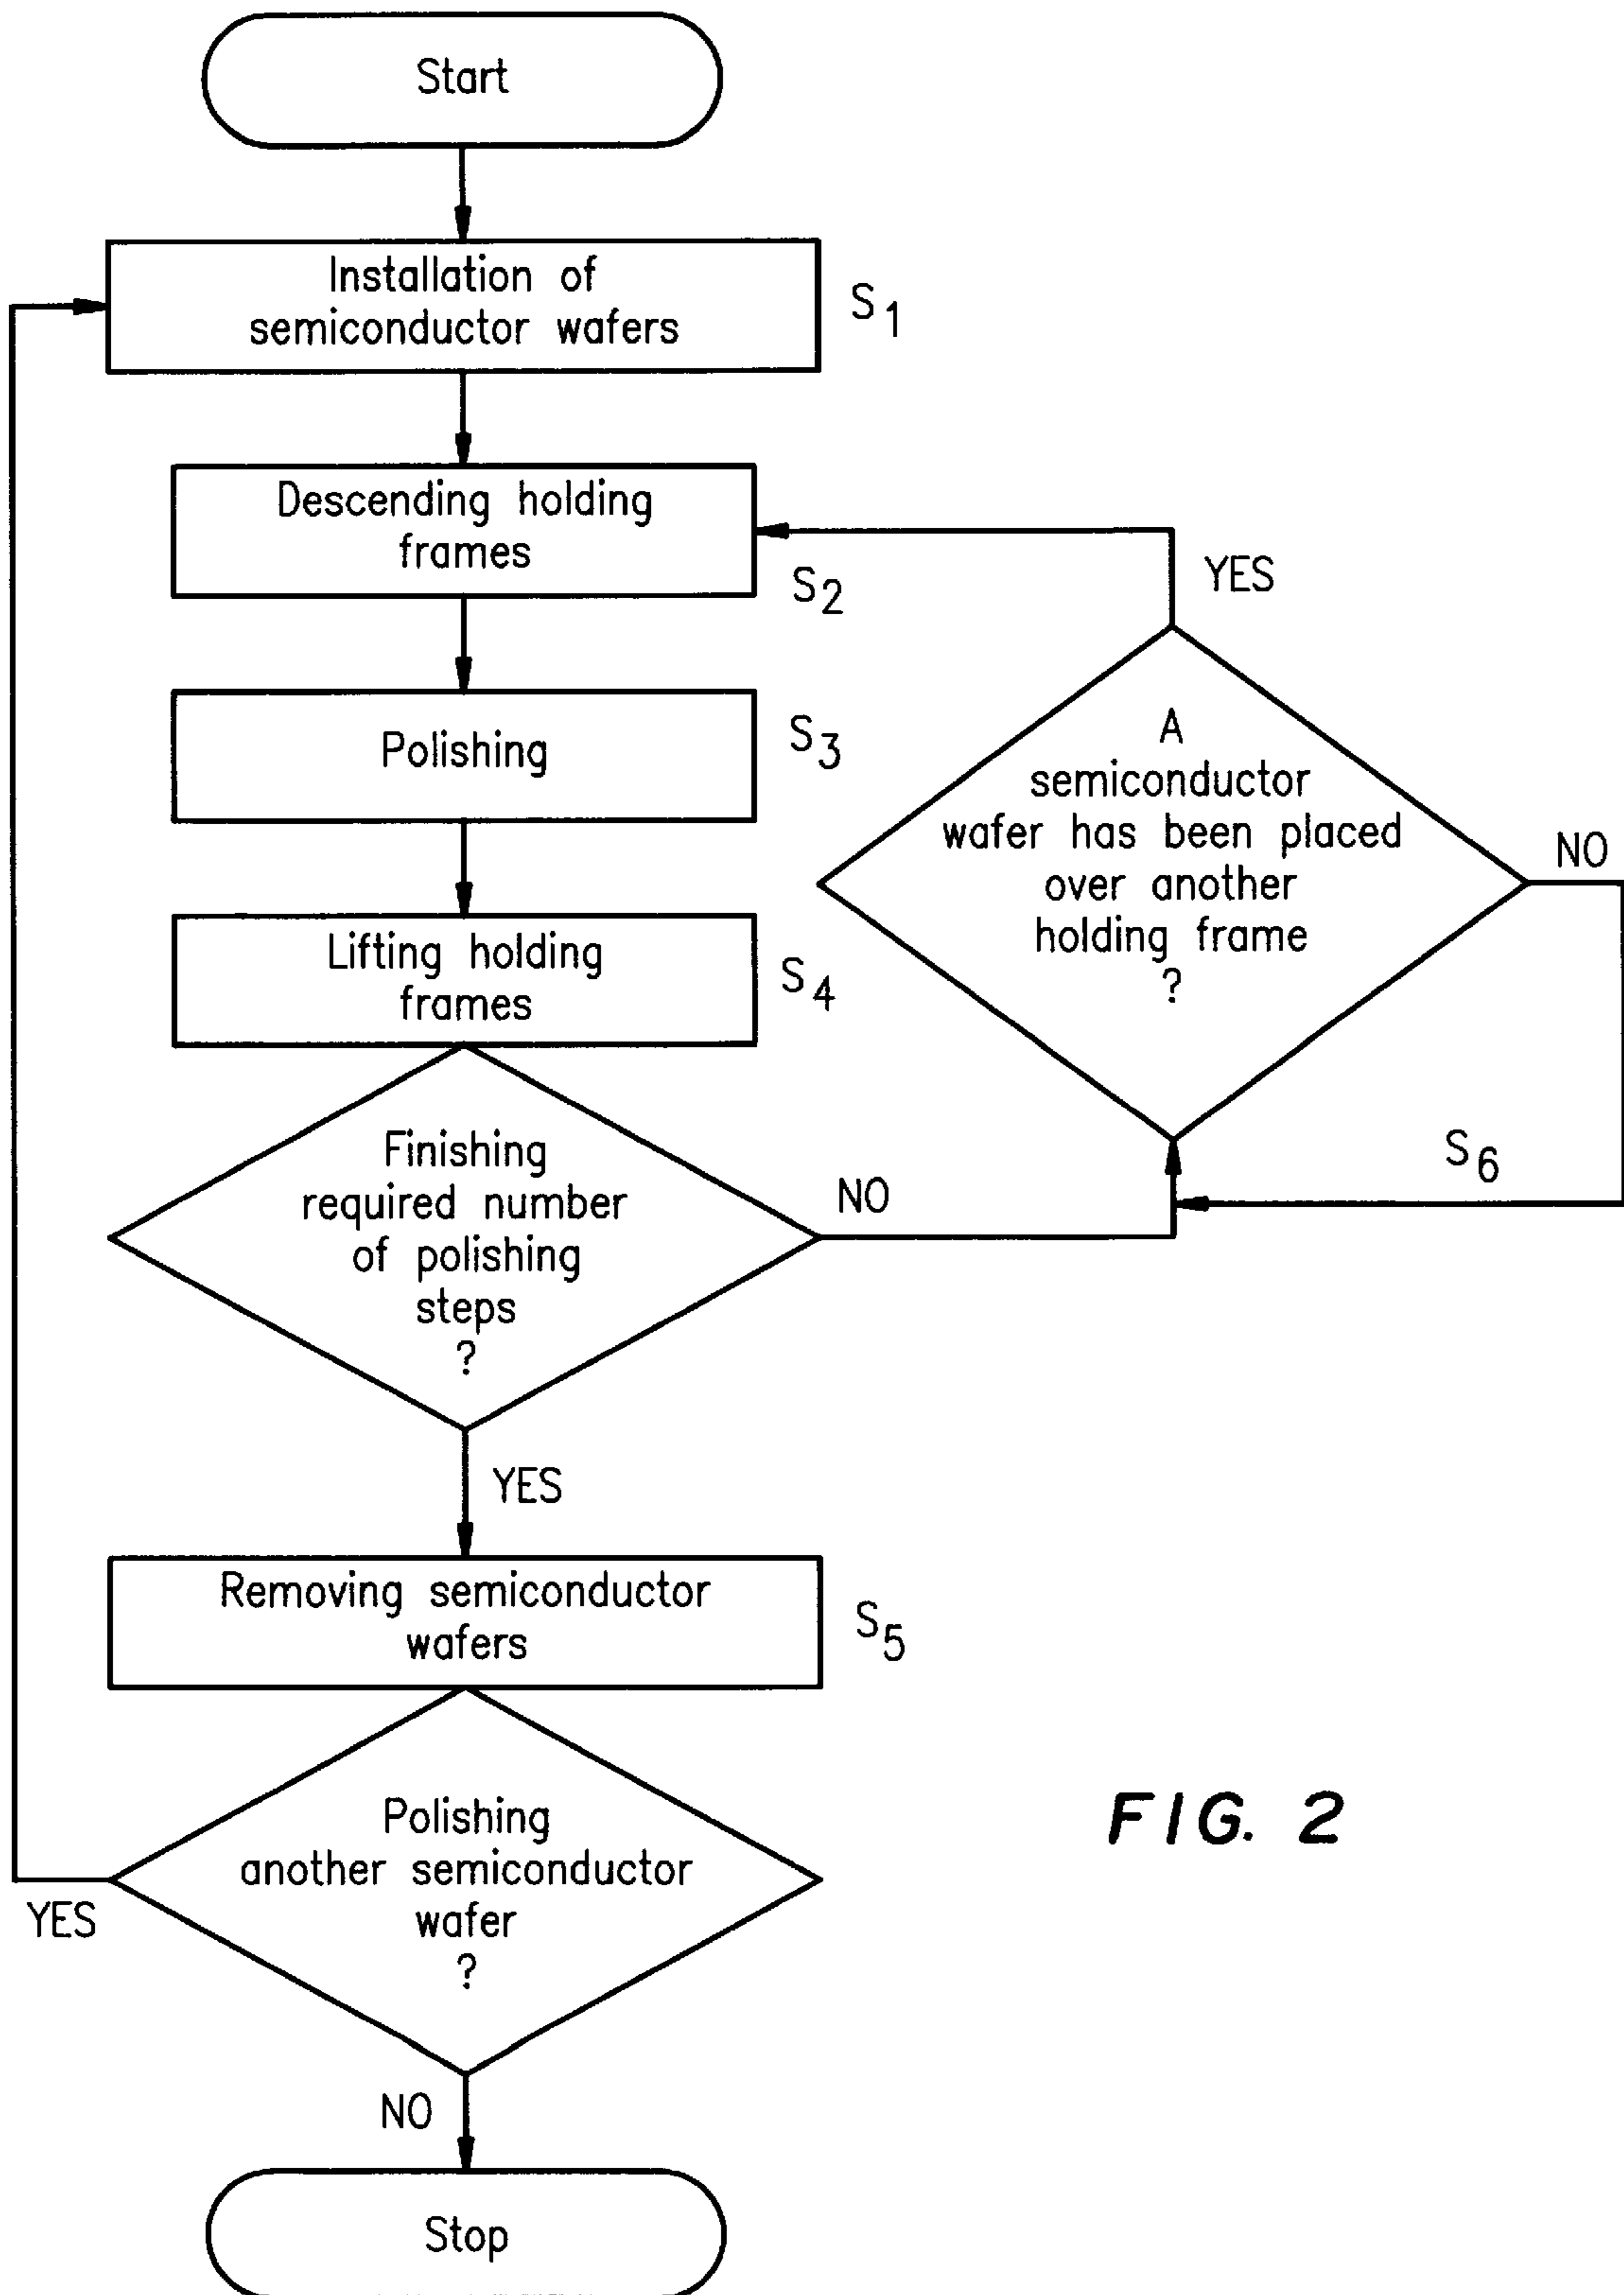 Start
Installation of
semiconductor wafers
S1
Descending holding
frames
S2
YES
Polishing
S3
A
semiconductor
wafer has been placed
over another
holding frame
?
NO
Lifting holding
frames
S4
Finishing
required number
of polishing
steps
?
NO
S6
YES
Removing semiconductor
wafers
S5
Polishing
another semiconductor
wafer
?
YES
NO
Stop
FIG. 2